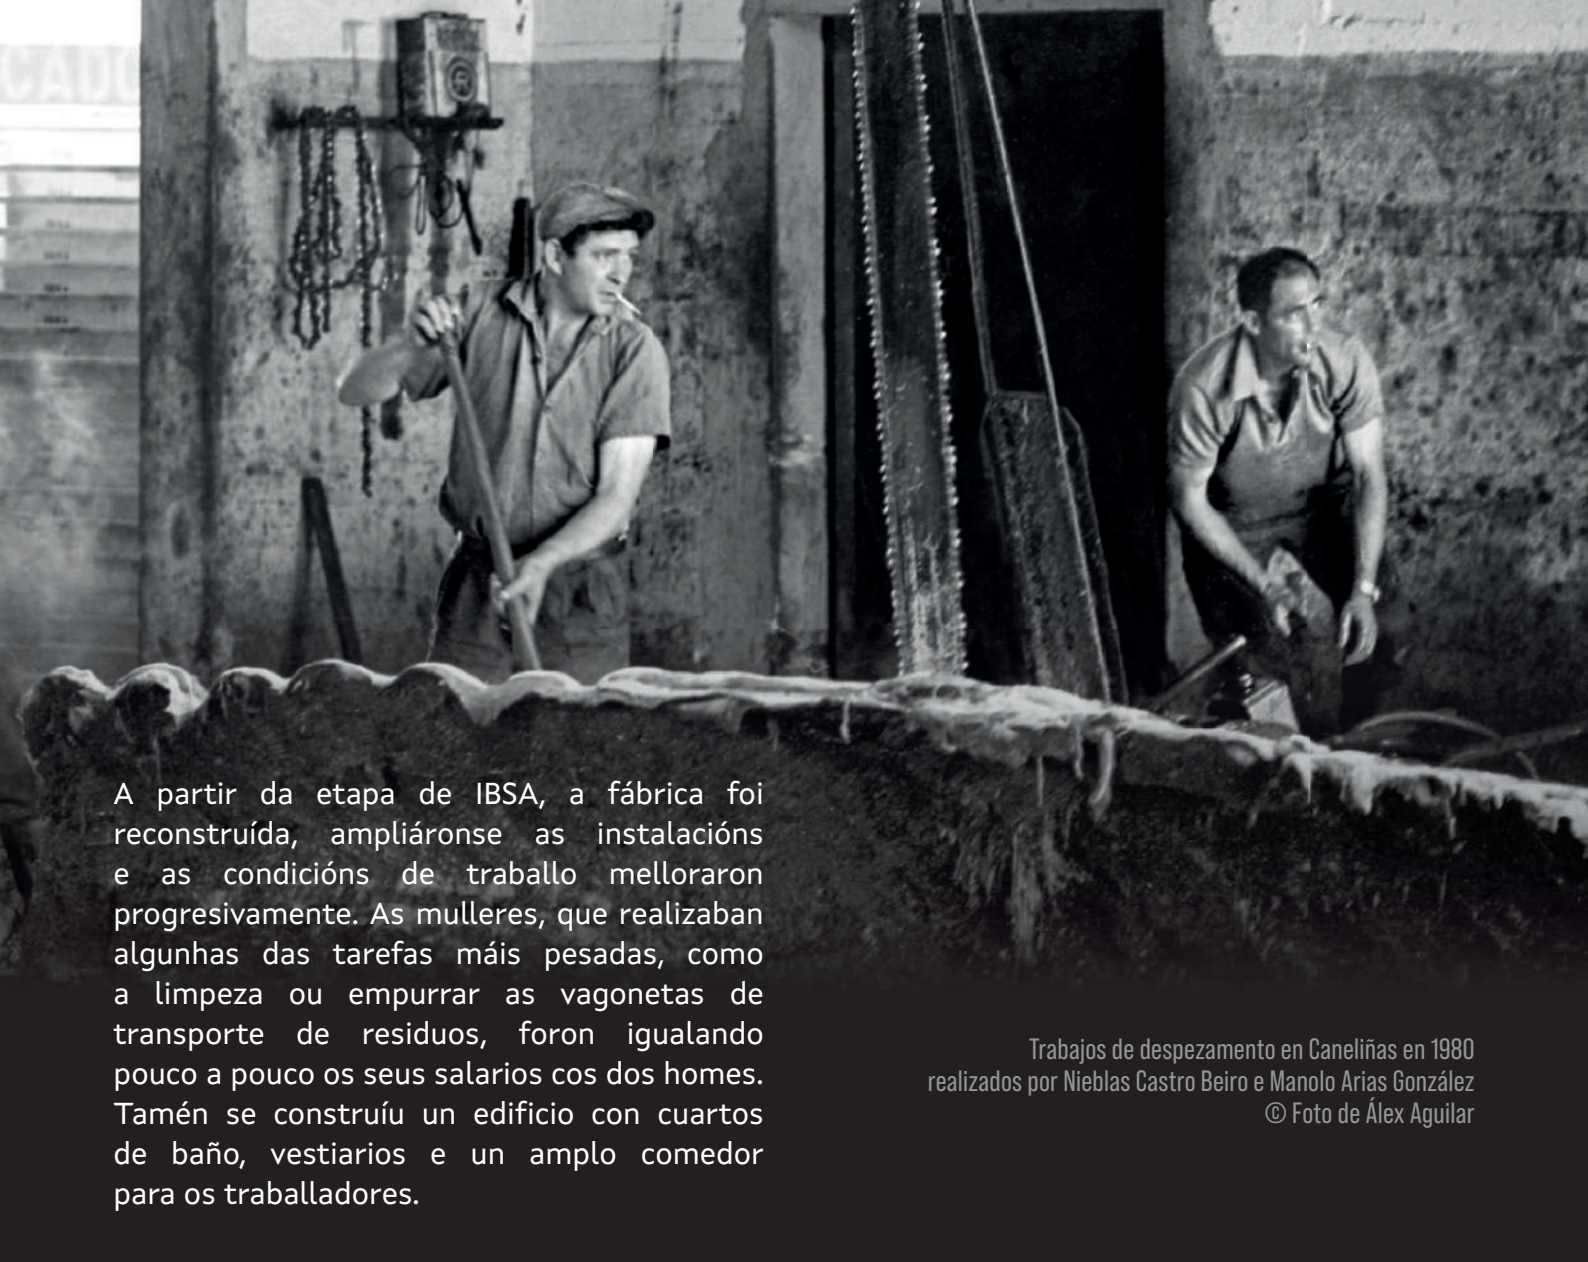 A partir da etapa de IBSA, a fábrica foi
reconstruída, ampliáronse as instalacións
e as condicións de traballo melloraron
progresivamente. As mulleres, que realizaban
algunhas das tarefas máis pesadas, como
a limpeza ou empurrar as vagonetas de
transporte de residuos, foron igualando
pouco a pouco os seus salarios cos dos homes.
Tamén se construíu un edificio con cuartos
de baño, vestiarios e un amplo comedor
para os traballadores.
Trabajos de despezamento en Caneliñas en 1980
realizados por Nieblas Castro Beiro e Manolo Arias González
© Foto de Álex Aguilar